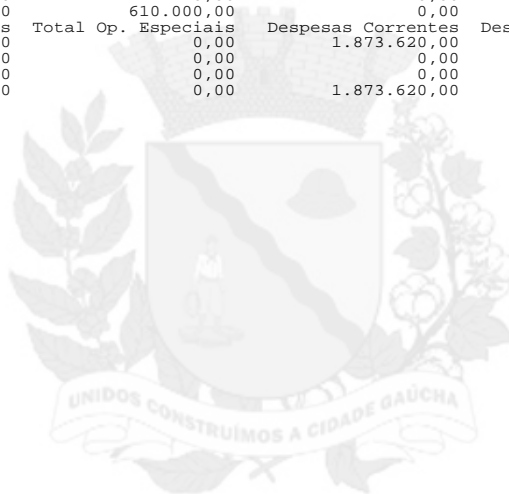 0 610.000,00 0,00
s Total Op. Especiais Despesas Correntes Des
0 0,00 1.873.620,00
0 0,00 0,00
0 0,00 0,00
0 0,00 1.873.620,00
UNIDOS CONSTRUÍMOS A CIDADE GAÚCHA